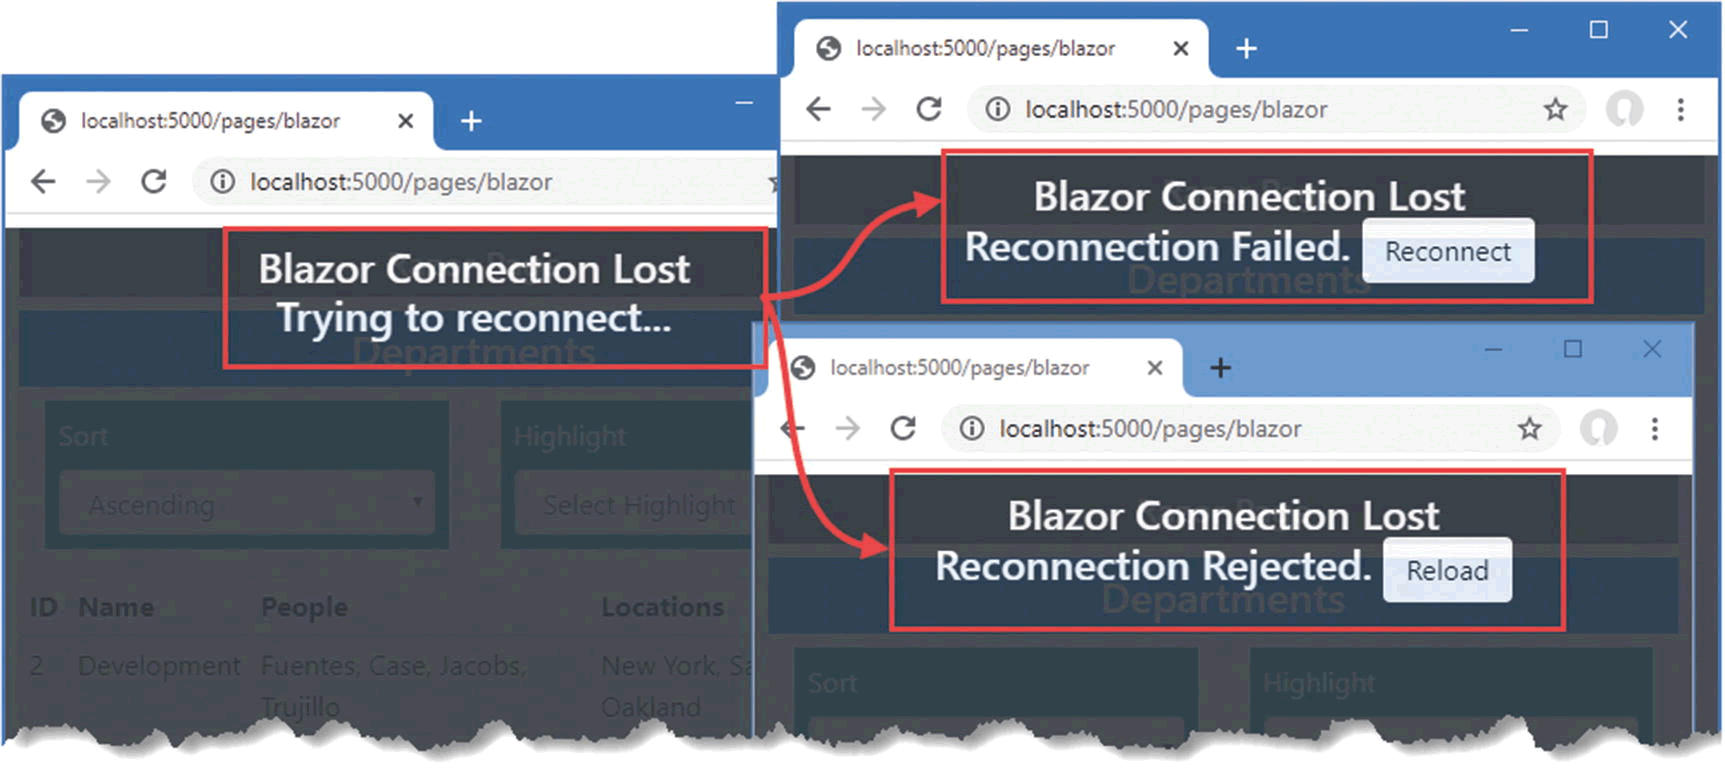 localhost:5000/pages/blazor
localhost:5000/pages/blazor
Blazor Connection Lost
Trying to reconnect...
Departments
Sort
Highlight
Ascending
Select Highlight
ID Name People Locations
2 Development Fuentes, Case, Jacobs, New York,
Trujillo Oakland
localhost:5000/pages/blazor
localhost:5000/pages/blazor
Blazor Connection Lost
Reconnection Failed. Reconnect
Departments
localhost:5000/pages/blazor
localhost:5000/pages/blazor
Blazor Connection Lost
Reconnection Rejected. Reload
Departments
Sort
Highlight